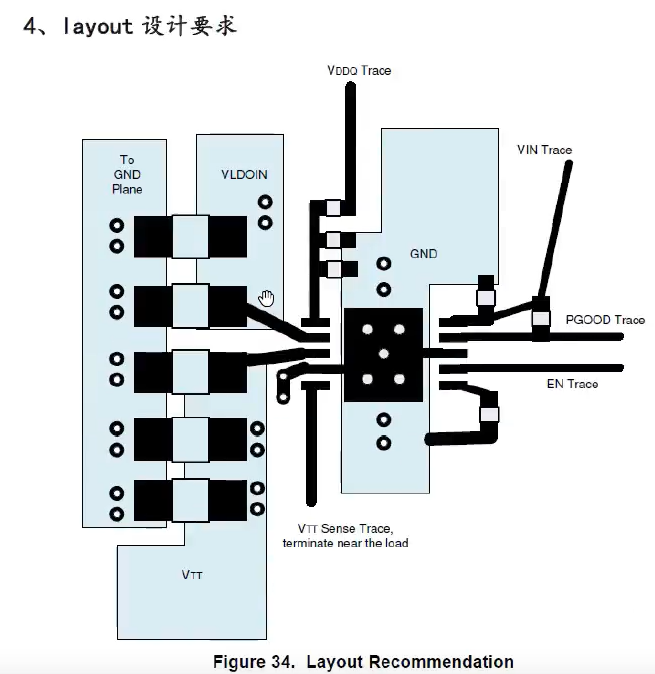 4、layout 设计要求
VDDQ Trace
To
GND
Plane
VLDOIN
VIN Trace
GND
PGOOD Trace
EN Trace
VTT Sense Trace,
terminate near the load
VTT
Figure 34. Layout Recommendation